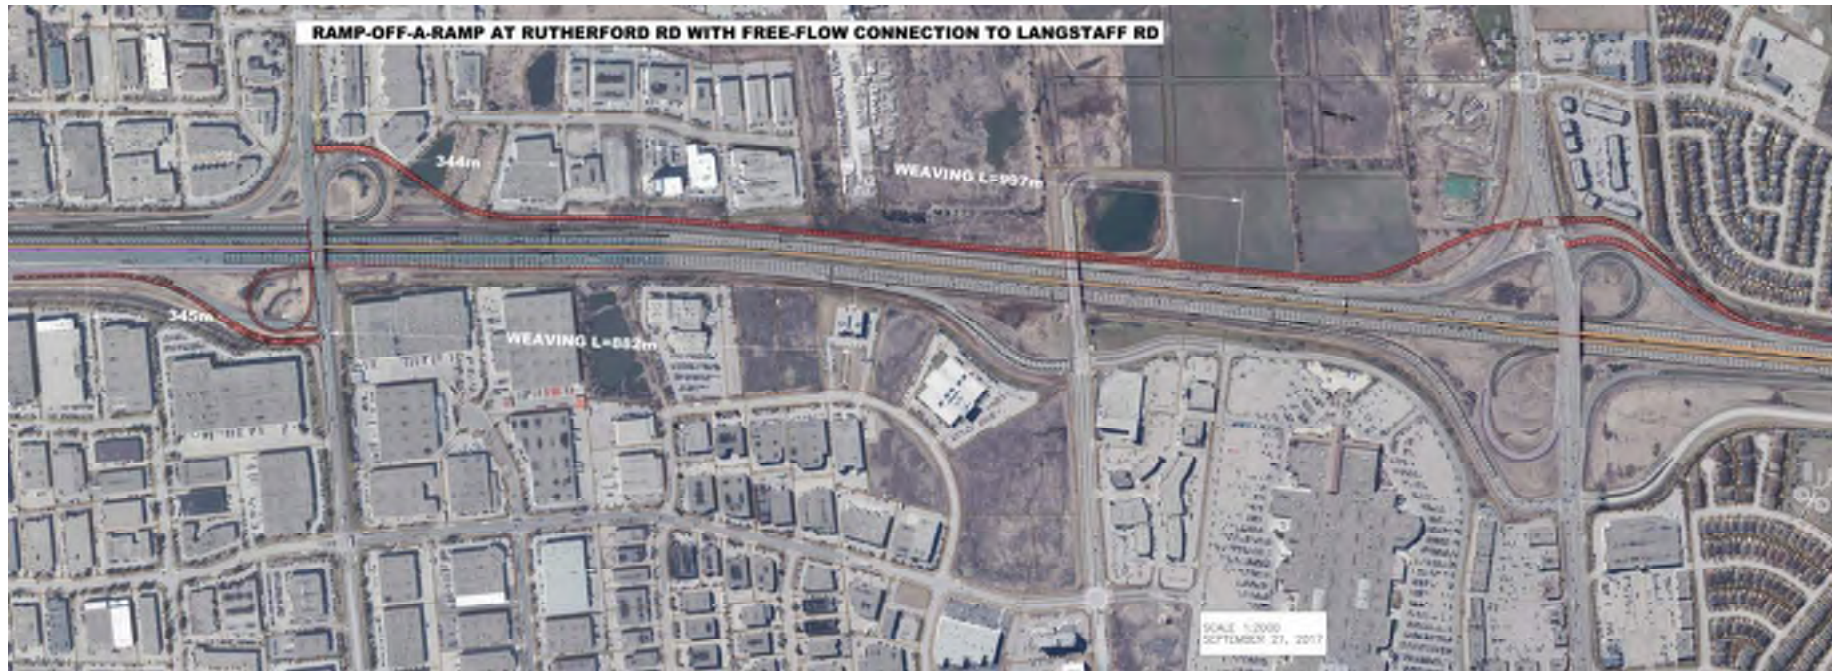 RAMP-OFF-A-RAMP AT RUTHERFORD RD WITH FREE-FLOW CONNECTION TO LANGSTAFF RD
344m
WEAVING L=997m
345m
WEAVING L=882m
SCALE 1:2000
SEPTEMBER 27, 2017